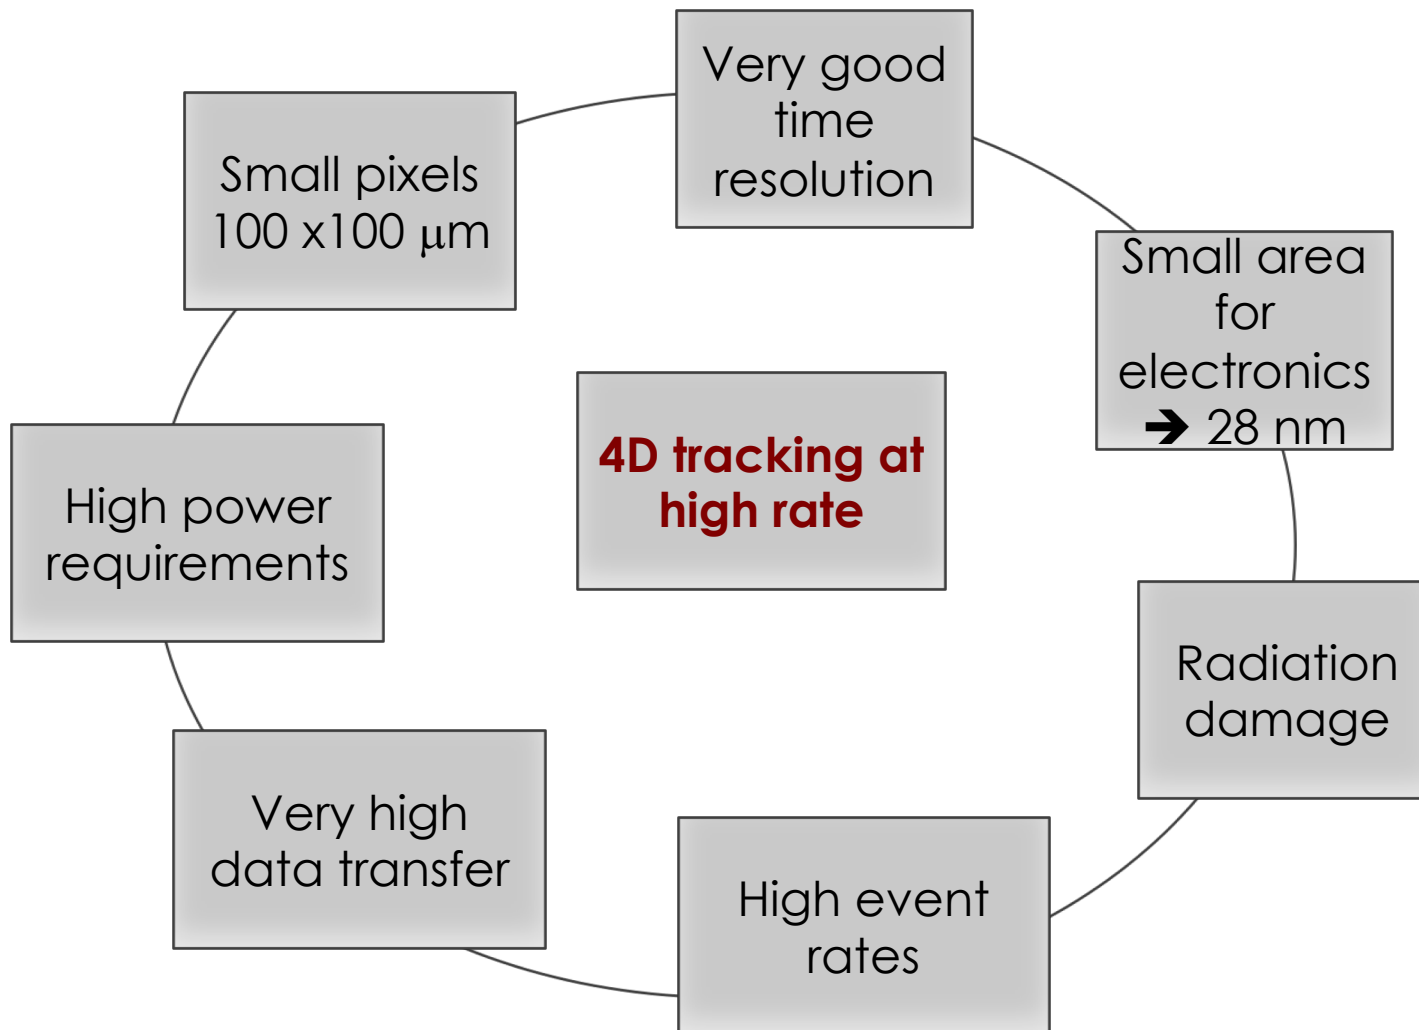 Very good
time
resolution
Small pixels
100 x100 μm
Small area
for
electronics
➔ 28 nm
4D tracking at
high rate
High power
requirements
Radiation
damage
Very high
data transfer
High event
rates